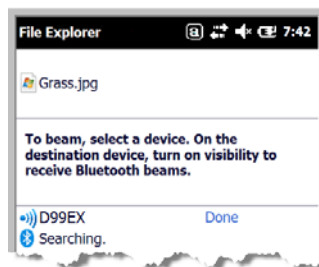 File Explorer 7:42
Grass.jpg
To beam, select a device. On the
destination device, turn on visibility to
receive Bluetooth beams.
D99EX Done
Searching.